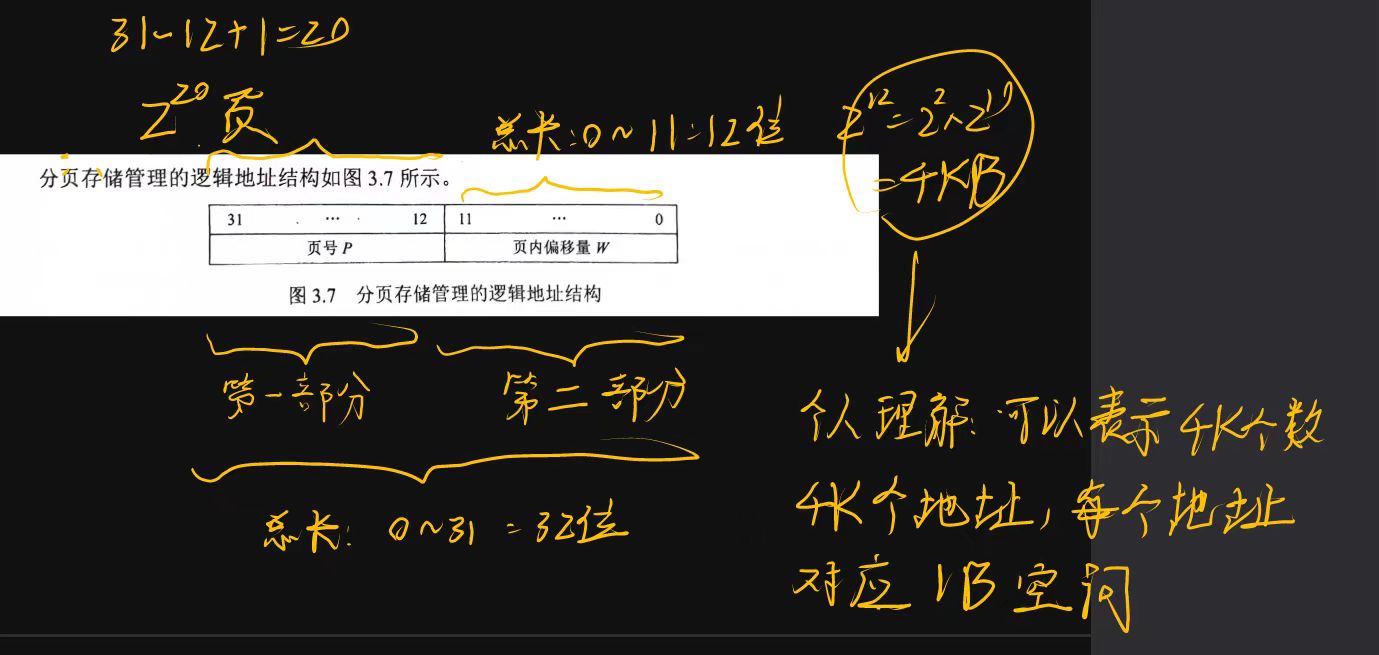 31-12+1=20
2^20 页
总长:0~11=12位
2^12=2^2×2^10
=4KB
分页存储管理的逻辑地址结构如图 3.7 所示。
31 … 12 11 … 0
页号 P 页内偏移量 W
图 3.7 分页存储管理的逻辑地址结构
第一部分 第二部分
总长: 0~31 =32位
个人理解:可以表示4K个数
4K个地址,每个地址
对应1B空间